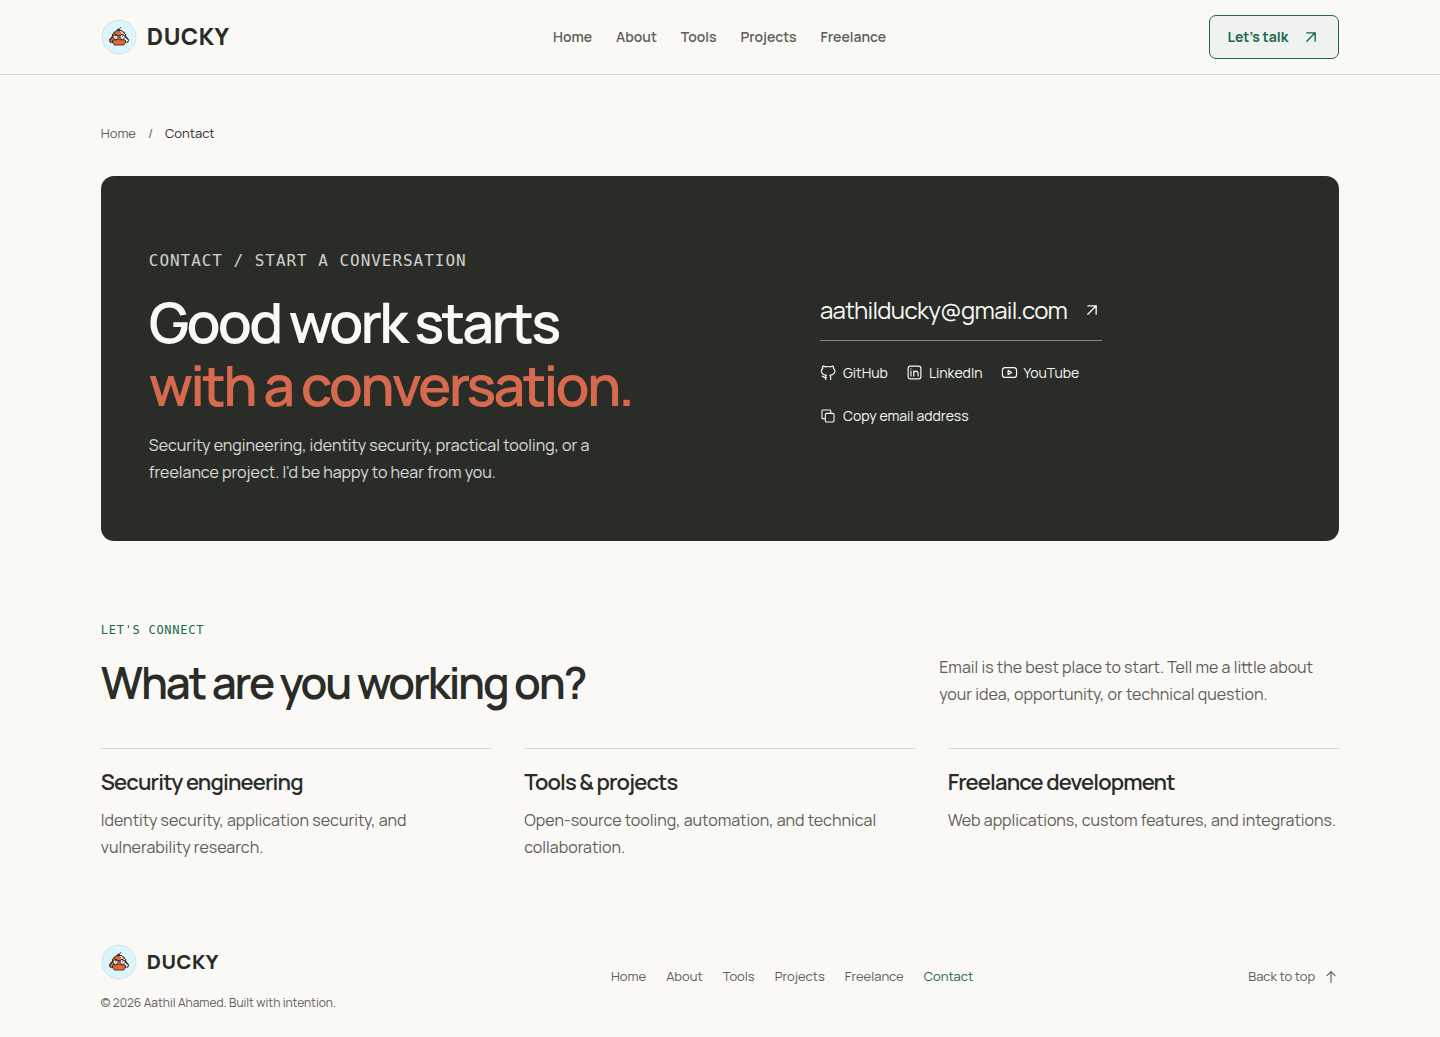 DUCKY
Home About Tools Projects Freelance
Let's talk
Home / Contact
CONTACT / START A CONVERSATION
Good work starts
with a conversation.
Security engineering, identity security, practical tooling, or a
freelance project. I'd be happy to hear from you.
aathilducky@gmail.com
GitHub LinkedIn YouTube
Copy email address
LET'S CONNECT
What are you working on?
Email is the best place to start. Tell me a little about
your idea, opportunity, or technical question.
Security engineering
Identity security, application security, and
vulnerability research.
Tools & projects
Open-source tooling, automation, and technical
collaboration.
Freelance development
Web applications, custom features, and integrations.
DUCKY
© 2026 Aathil Ahamed. Built with intention.
Home About Tools Projects Freelance Contact
Back to top